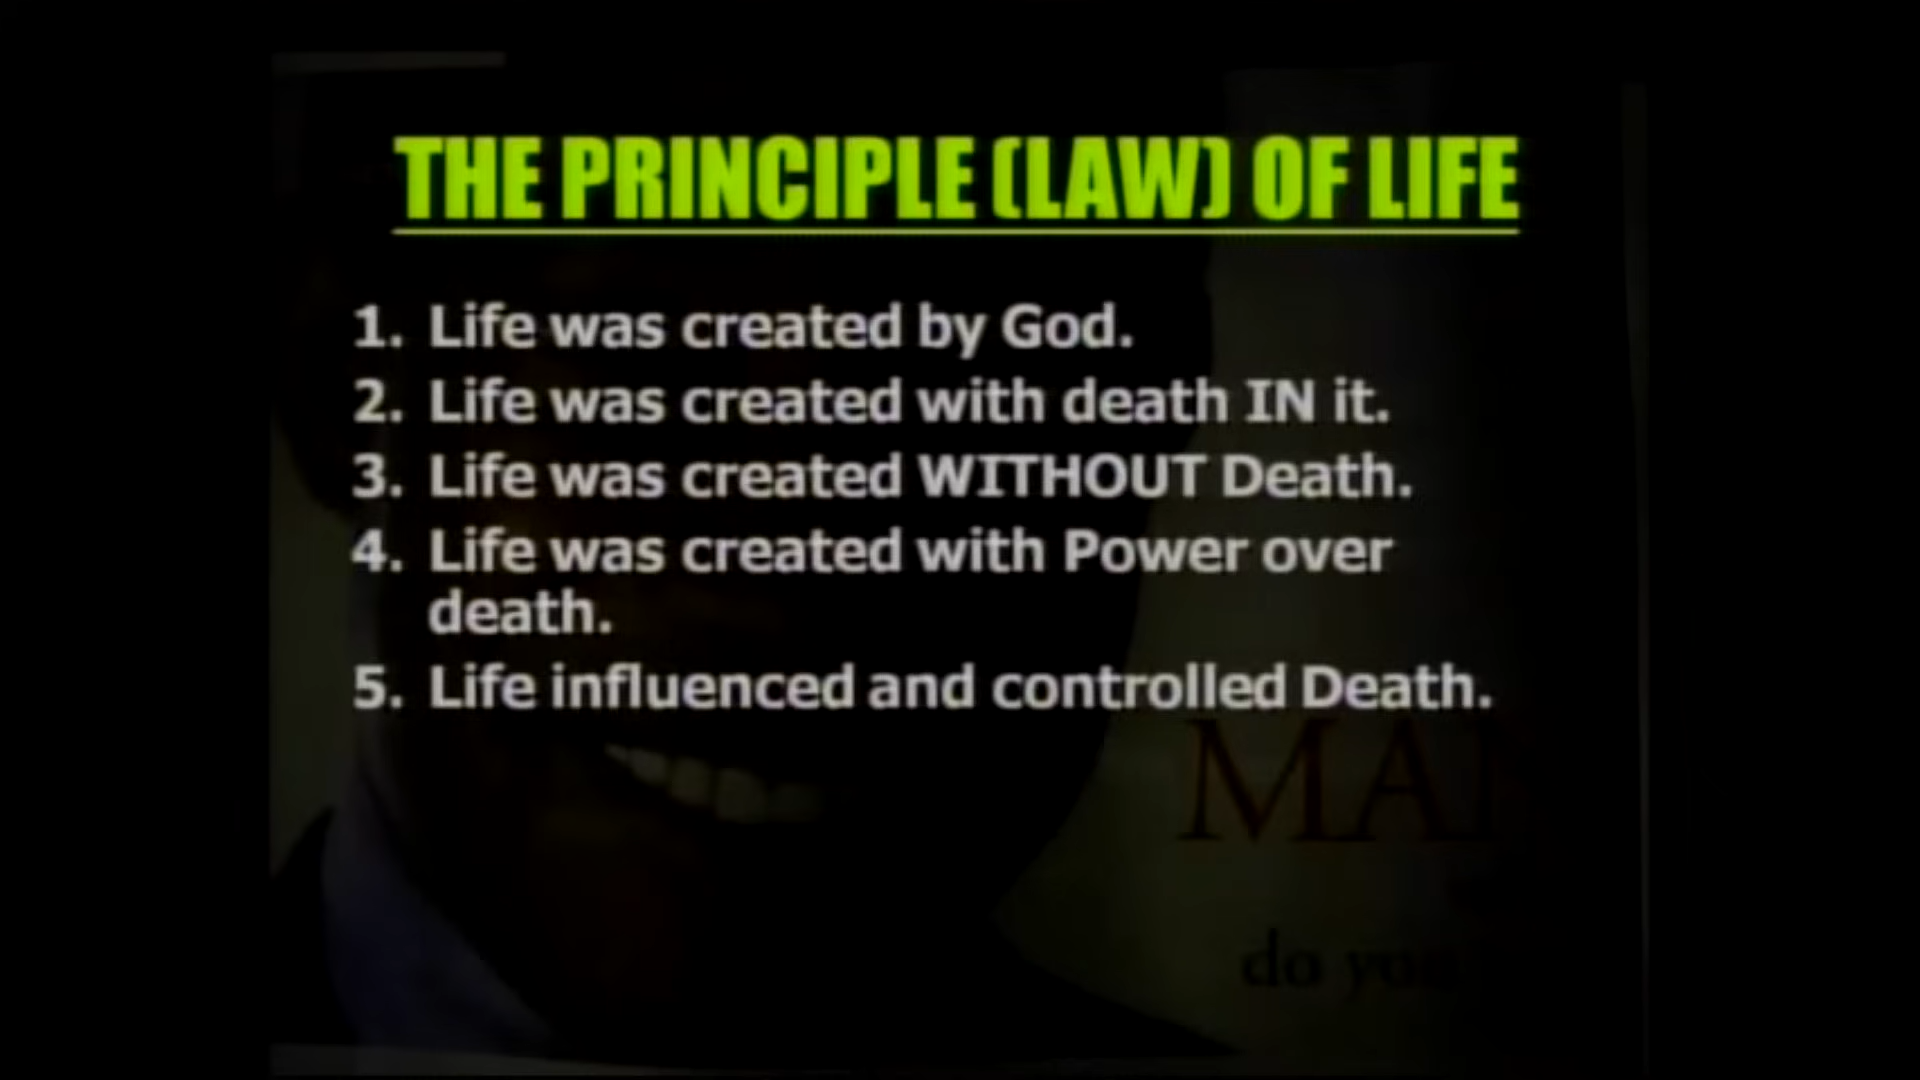 THE PRINCIPLE (LAW) OF LIFE
1. Life was created by God.
2. Life was created with death IN it.
3. Life was created WITHOUT Death.
4. Life was created with Power over
death.
5. Life influenced and controlled Death.
do you